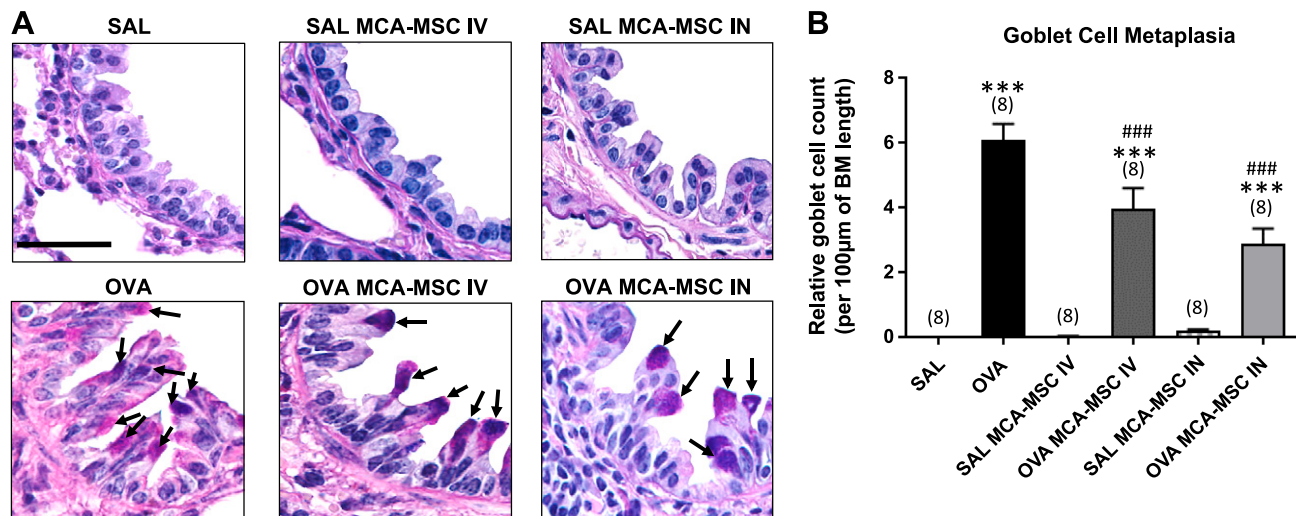 A
SAL
SAL MCA-MSC IV
SAL MCA-MSC IN
OVA
OVA MCA-MSC IV
OVA MCA-MSC IN
B
Goblet Cell Metaplasia
Relative goblet cell count
(per 100μm of BM length)
8
6
4
2
0
(8)
***
(8)
(8)
###
***
(8)
(8)
###
***
(8)
SAL
OVA
SAL MCA-MSC IV
OVA MCA-MSC IV
SAL MCA-MSC IN
OVA MCA-MSC IN